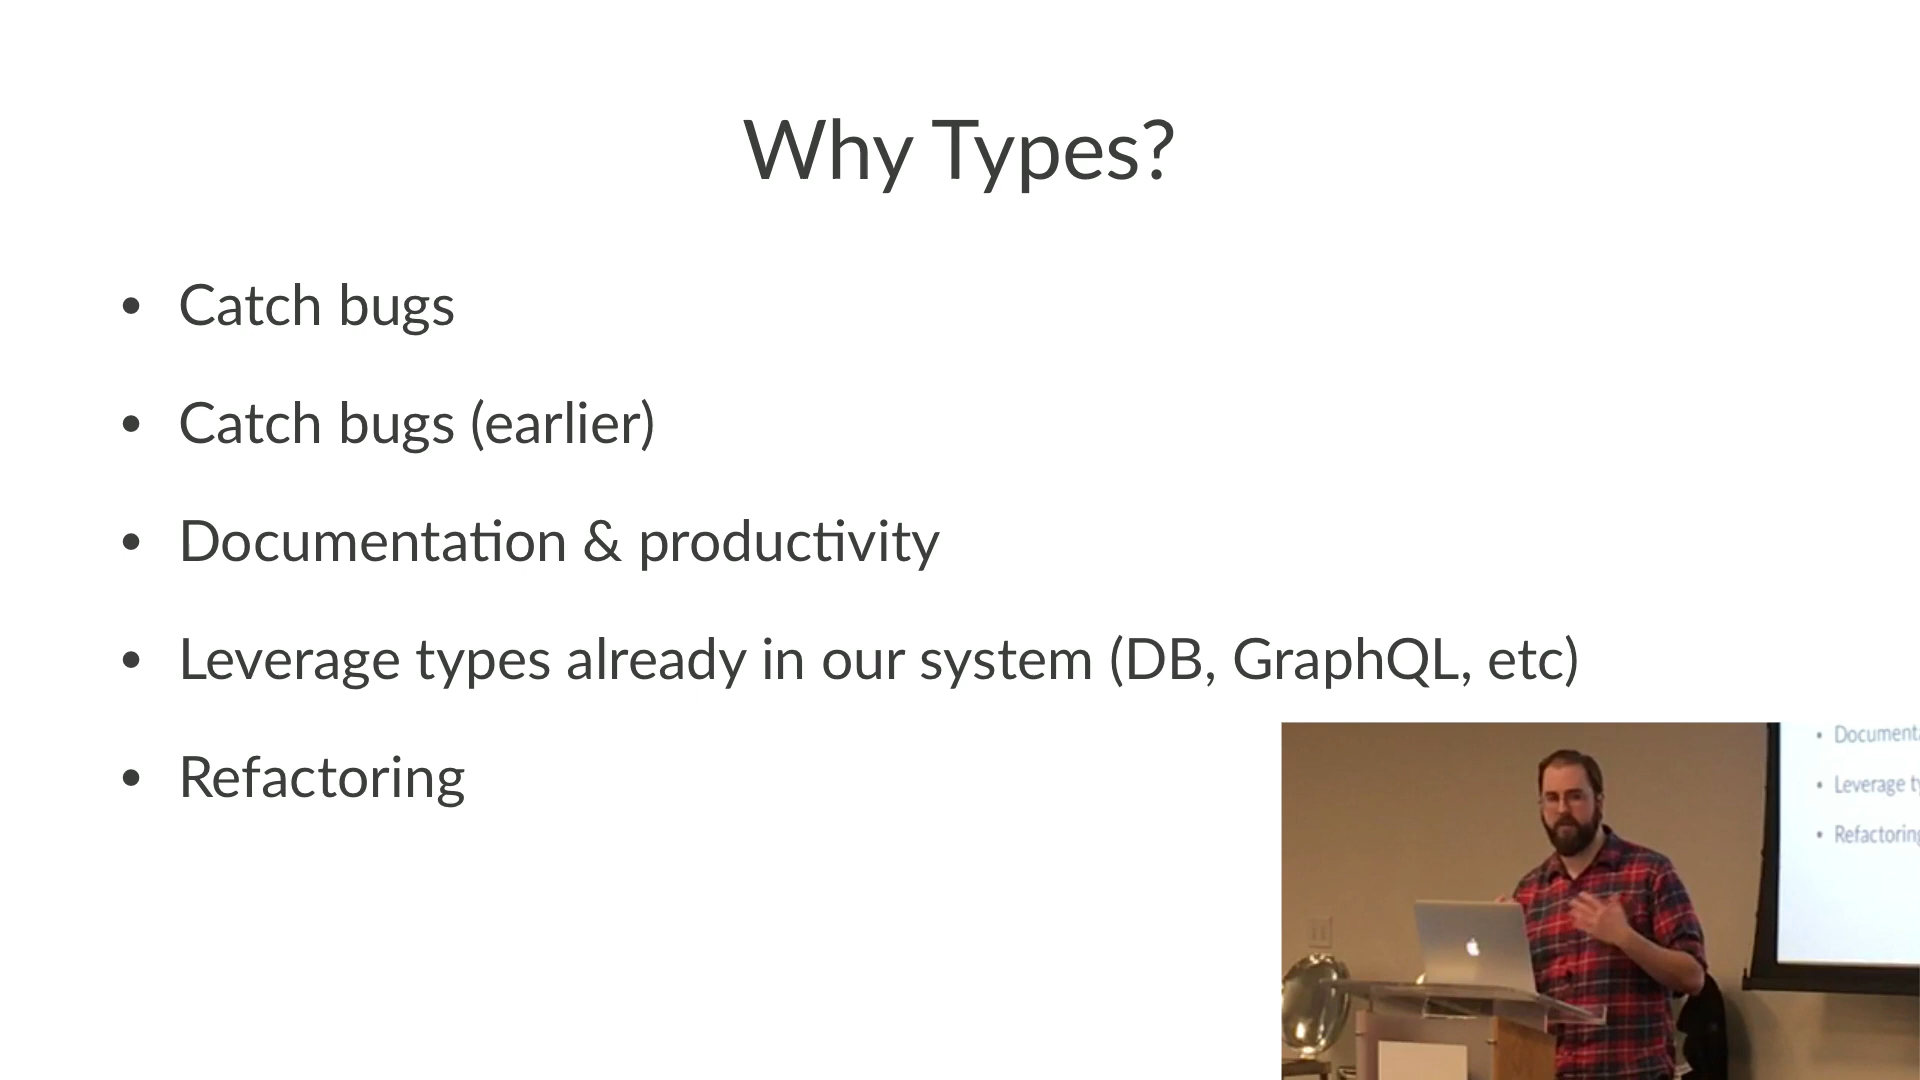 Why Types?
• Catch bugs
• Catch bugs (earlier)
• Documentation & productivity
• Leverage types already in our system (DB, GraphQL, etc)
• Refactoring
• Document
• Leverage
• Refactoring